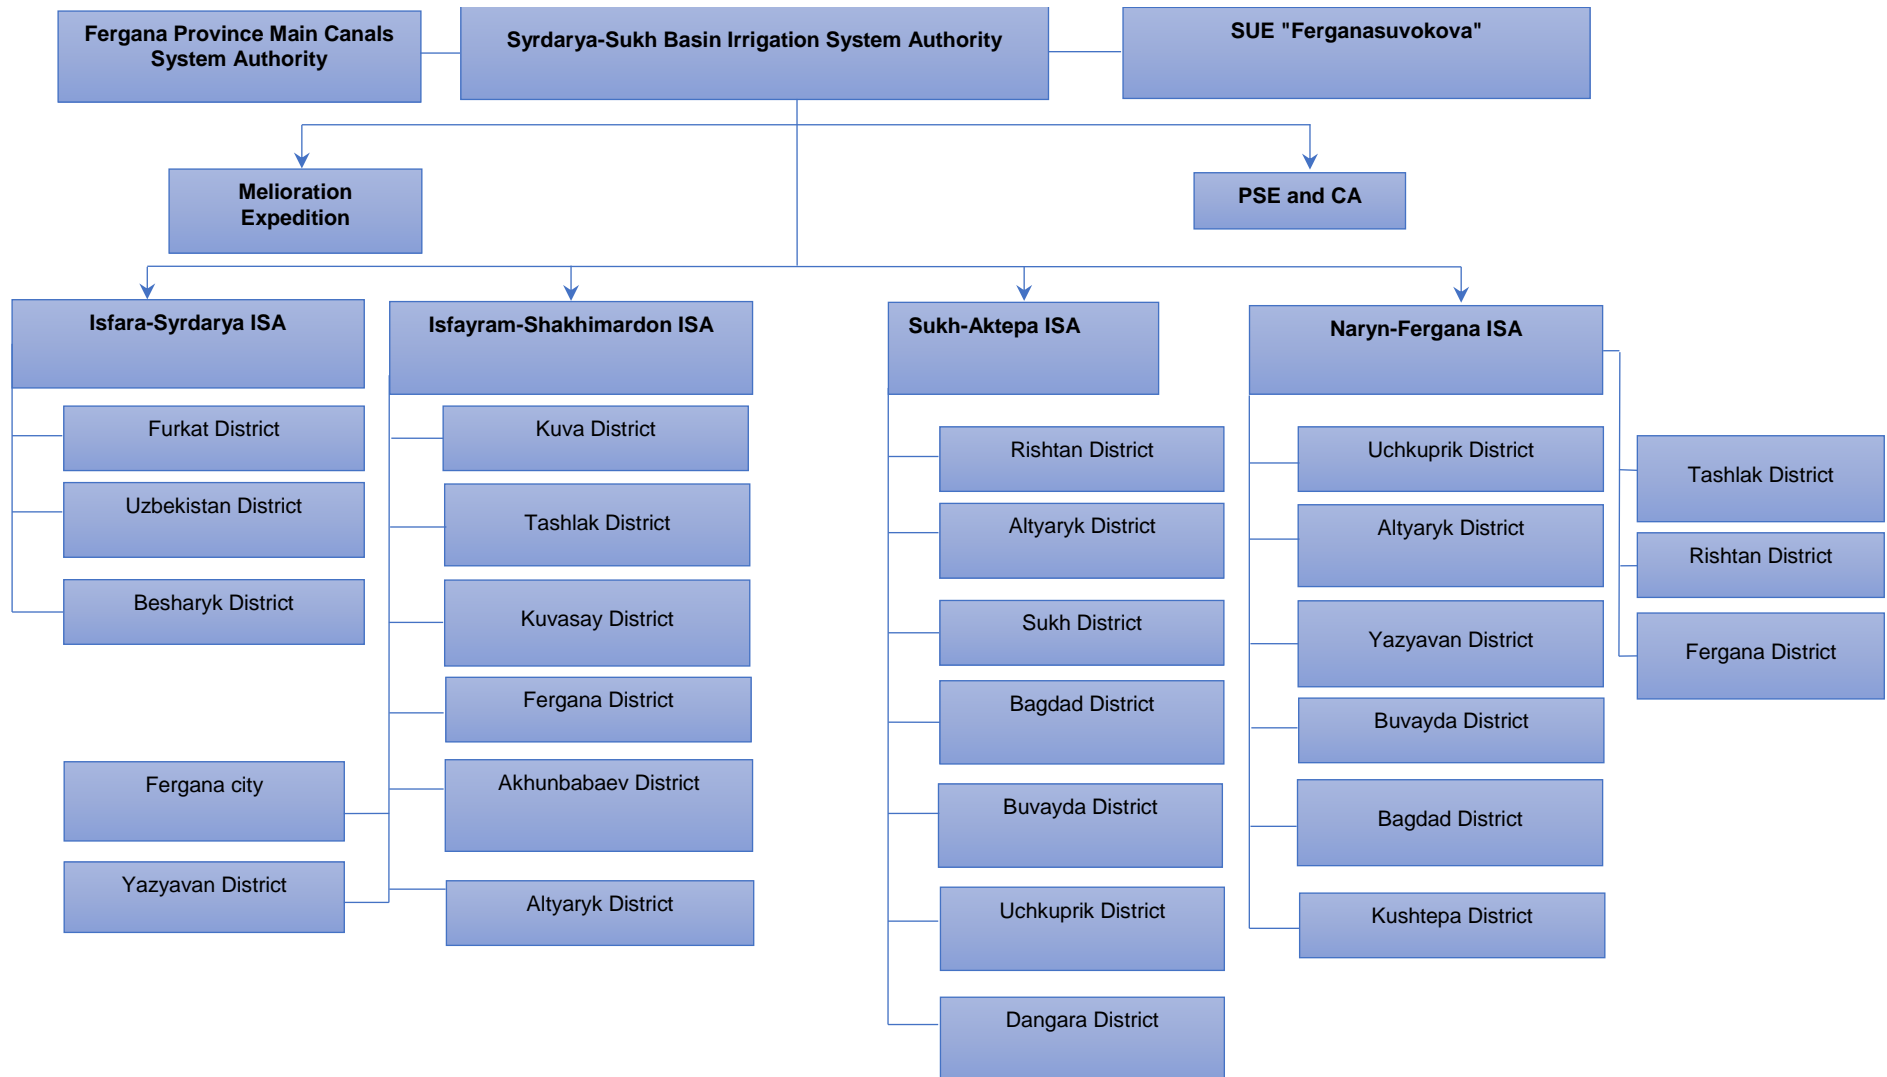 Fergana Province Main Canals
System Authority
Syrdarya-Sukh Basin Irrigation System Authority
SUE "Ferganasuvokova"
Melioration
Expedition
PSE and CA
Isfara-Syrdarya ISA
Isfayram-Shakhimardon ISA
Sukh-Aktepa ISA
Naryn-Fergana ISA
Furkat District
Uzbekistan District
Besharyk District
Kuva District
Tashlak District
Kuvasay District
Fergana District
Akhunbabaev District
Altyaryk District
Fergana city
Yazyavan District
Rishtan District
Altyaryk District
Sukh District
Bagdad District
Buvayda District
Uchkuprik District
Dangara District
Uchkuprik District
Altyaryk District
Yazyavan District
Buvayda District
Bagdad District
Kushtepa District
Tashlak District
Rishtan District
Fergana District